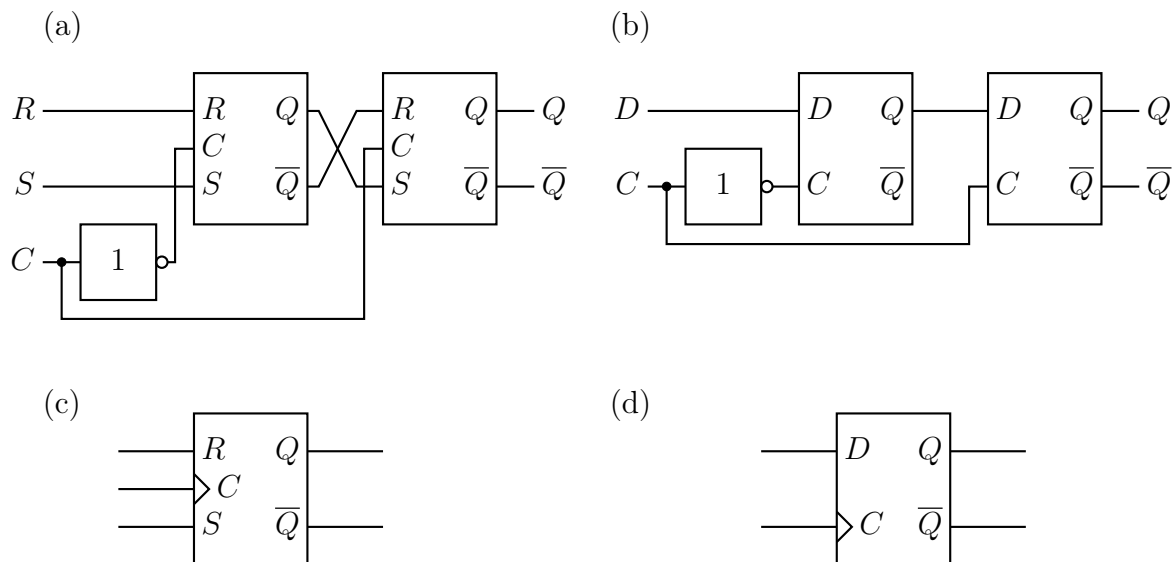 (a) (b)
R R Q R Q Q D D Q D Q Q
C C
S S Q̅ S Q̅ Q̅ C 1 C Q̅ C Q̅ Q̅
C 1
(c) (d)
R Q D Q
C
S Q̅ C Q̅